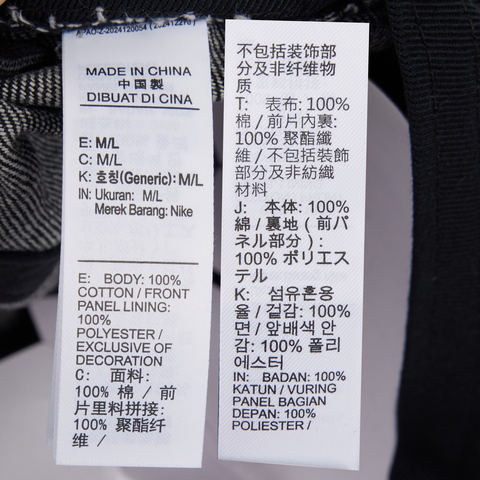 APAO-Z-2024120054 (202412270)
MADE IN CHINA
中国製
DIBUAT DI CINA
E: M/L
C: M/L
K: 호칭(Generic): M/L
IN: Ukuran: M/L
Merek Barang: Nike
E: BODY: 100%
COTTON / FRONT
PANEL LINING:
100%
POLYESTER /
EXCLUSIVE OF
DECORATION
C: 面料:
100% 棉 / 前
片里料拼接:
100% 聚酯纤
维 /
不包括装饰部
分及非纤维物
质
T: 表布: 100%
棉 / 前片內裏:
100% 聚酯纖
維 / 不包括裝飾
部分及非紡織
材料
J: 本体: 100%
綿 / 裏地 ( 前パ
ネル部分 ) :
100% ポリエス
テル
K: 섬유혼용
율 / 겉감: 100%
면 / 앞배색 안
감: 100% 폴리
에스터
IN: BADAN: 100%
KATUN / VURING
PANEL BAGIAN
DEPAN: 100%
POLIESTER /